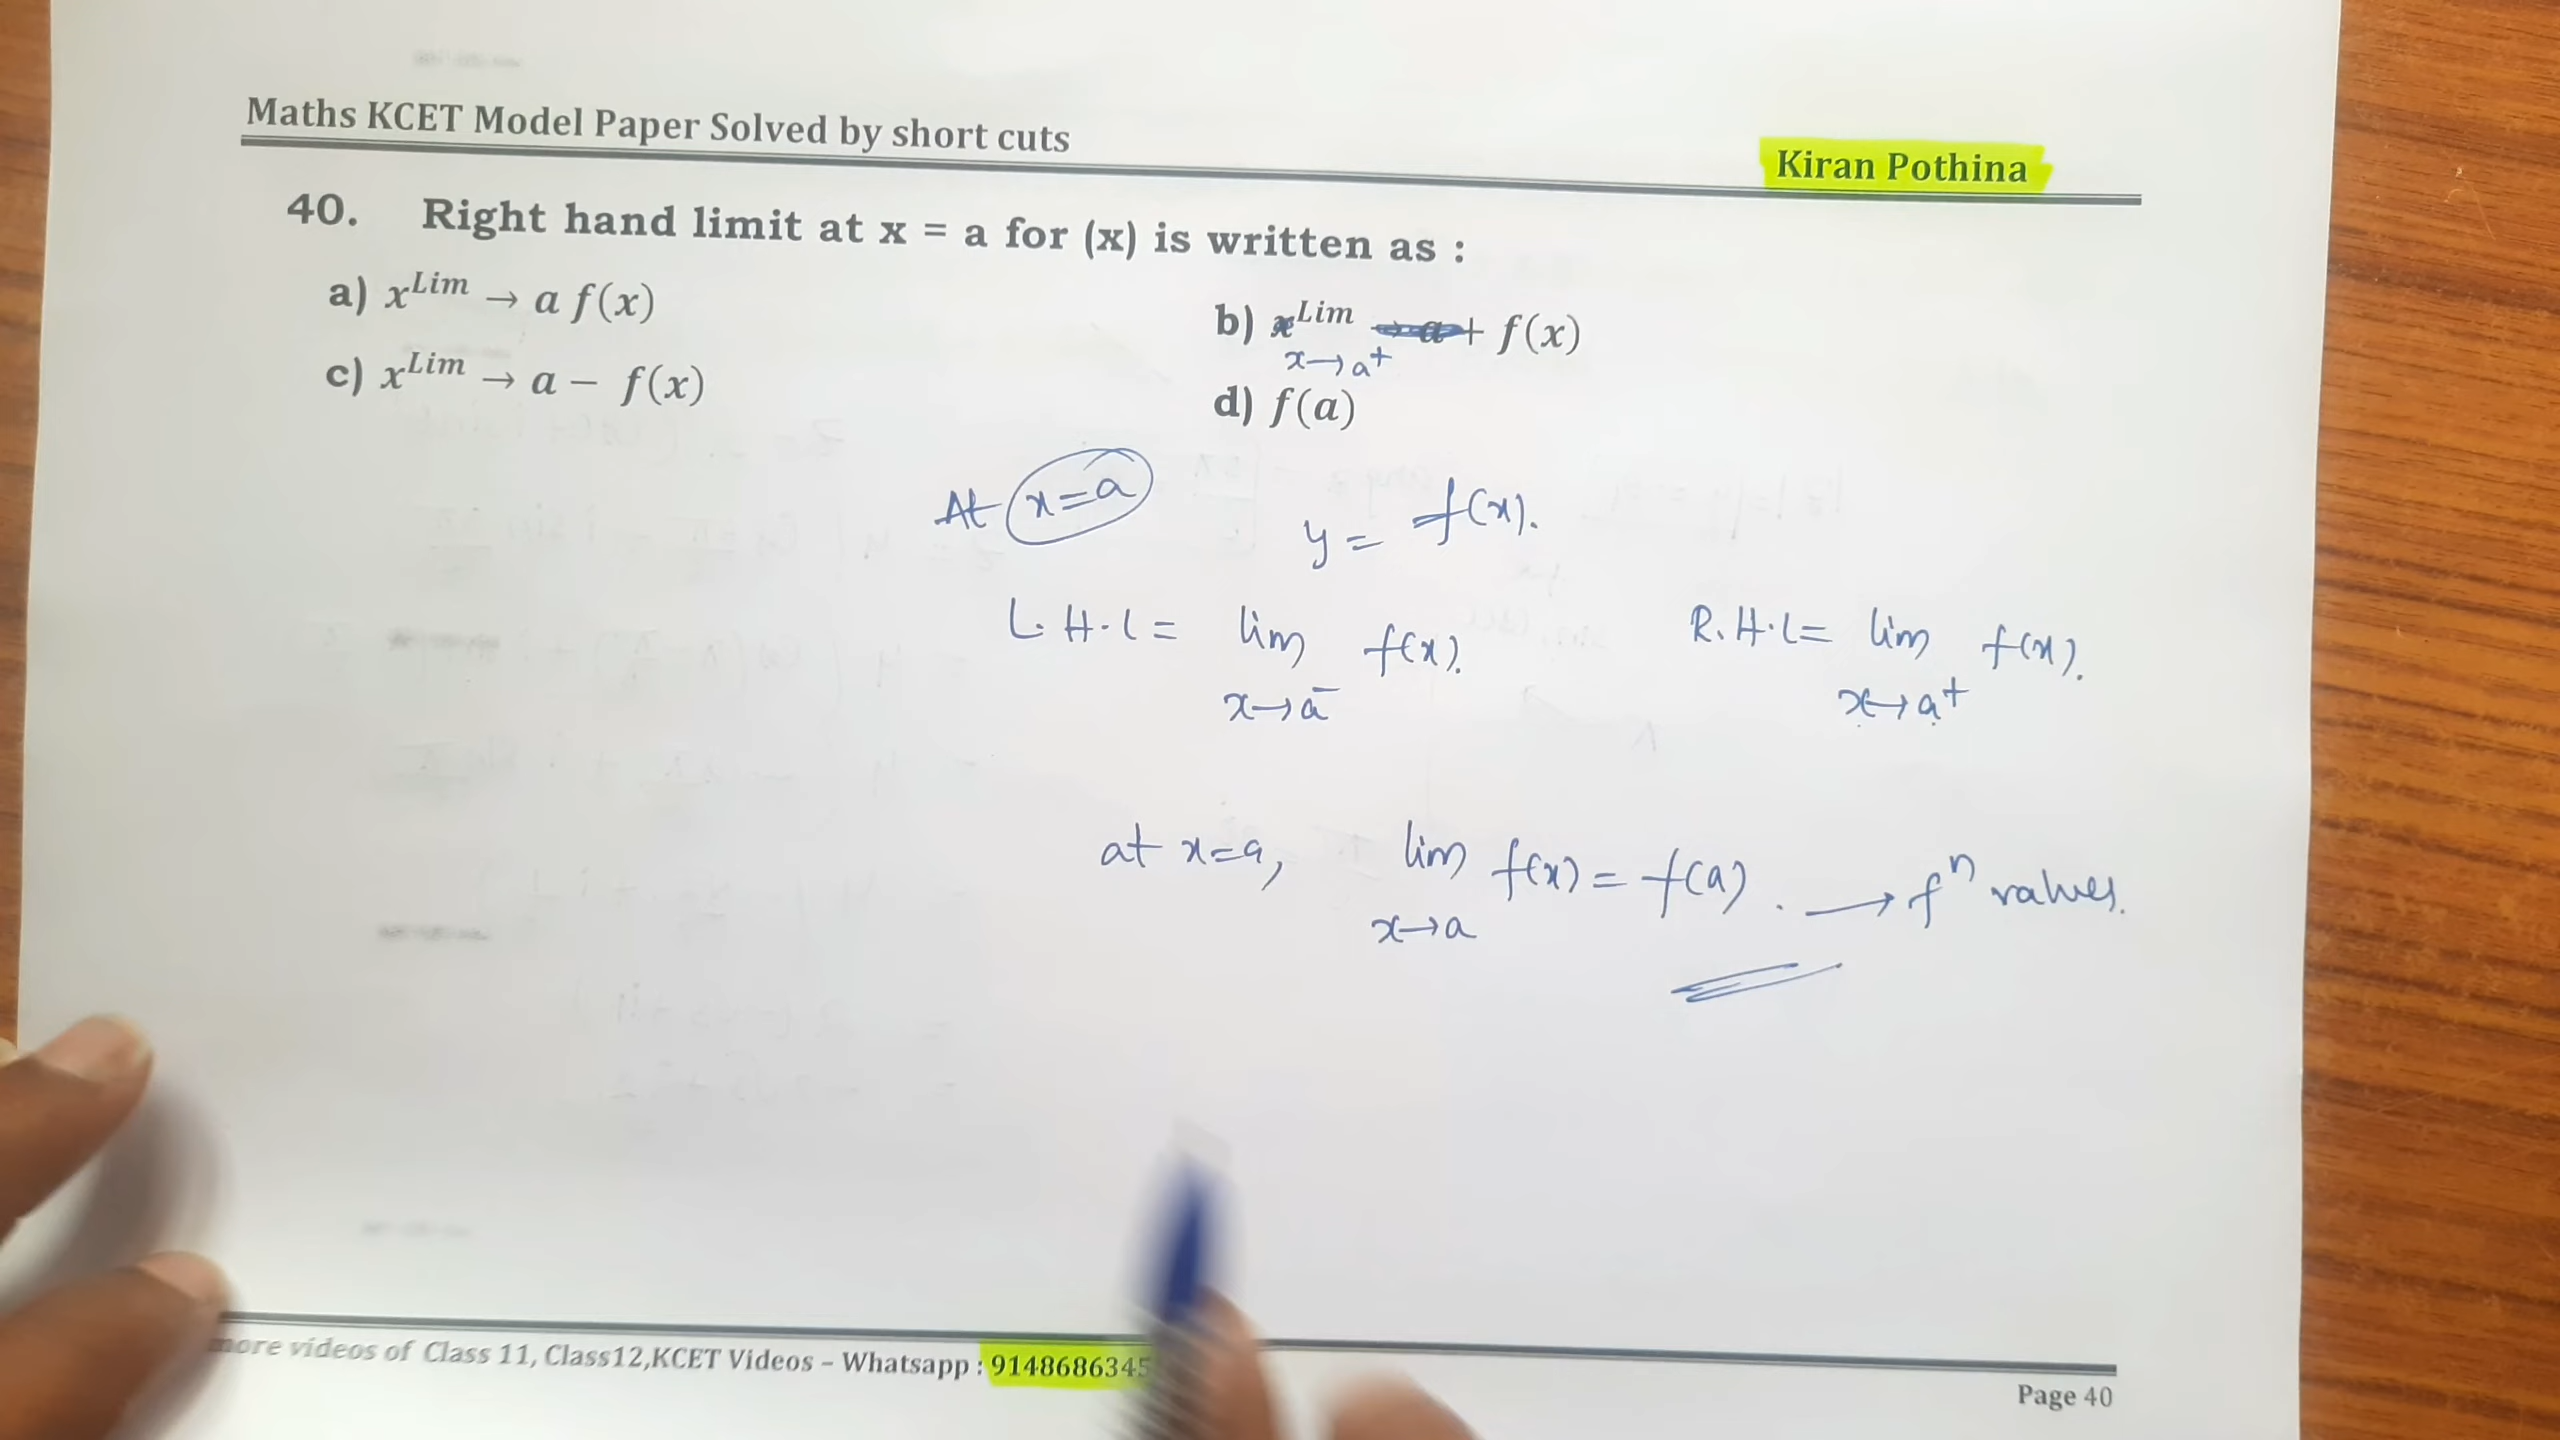 Maths KCET Model Paper Solved by short cuts
Kiran Pothina
40. Right hand limit at x = a for (x) is written as :
a) x^Lim → a f(x)
b) x^Lim → a + f(x)
x→a⁺
c) x^Lim → a − f(x)
d) f(a)
At x=a
y = f(x).
L.H.L = lim f(x).
x→a⁻
R.H.L = lim f(x).
x→a⁺
at x=a, lim f(x) = f(a). → fⁿ values.
x→a
more videos of Class 11, Class12,KCET Videos – Whatsapp : 9148686345
Page 40